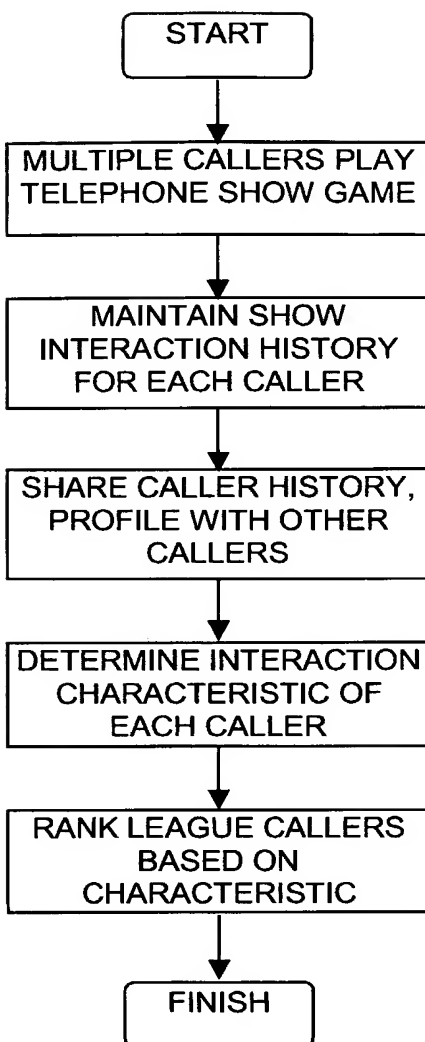 START
MULTIPLE CALLERS PLAY
TELEPHONE SHOW GAME
MAINTAIN SHOW
INTERACTION HISTORY
FOR EACH CALLER
SHARE CALLER HISTORY,
PROFILE WITH OTHER
CALLERS
DETERMINE INTERACTION
CHARACTERISTIC OF
EACH CALLER
RANK LEAGUE CALLERS
BASED ON
CHARACTERISTIC
FINISH